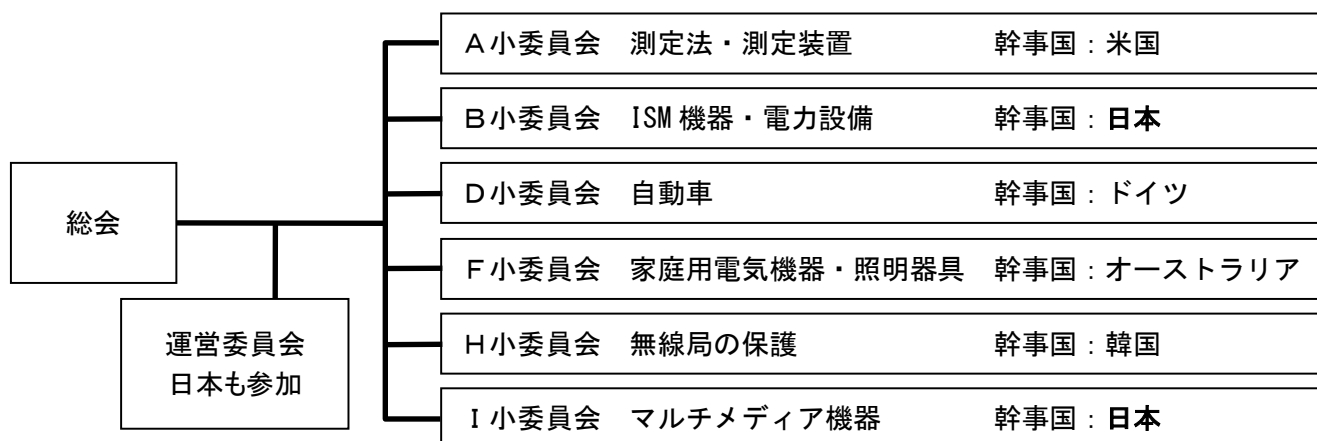 総会
運営委員会
日本も参加
A小委員会 測定法・測定装置 幹事国:米国
B小委員会 ISM機器・電力設備 幹事国:日本
D小委員会 自動車 幹事国:ドイツ
F小委員会 家庭用電気機器・照明器具 幹事国:オーストラリア
H小委員会 無線局の保護 幹事国:韓国
I小委員会 マルチメディア機器 幹事国:日本